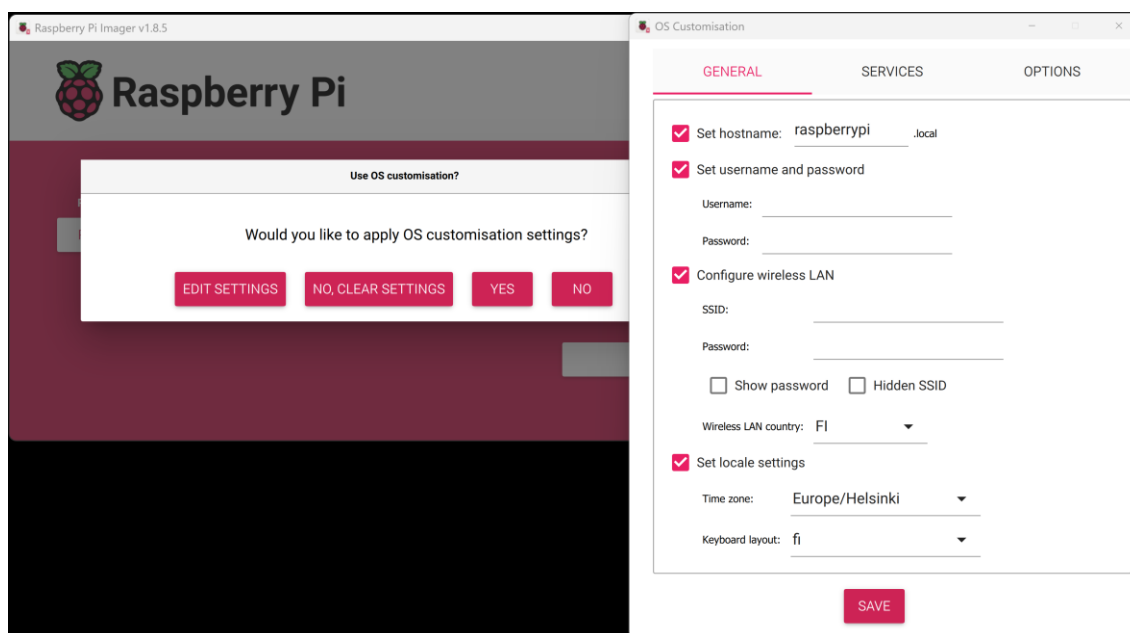 Raspberry Pi Imager v1.8.5
Raspberry Pi
Use OS customisation?
Would you like to apply OS customisation settings?
EDIT SETTINGS NO, CLEAR SETTINGS YES NO
OS Customisation
GENERAL SERVICES OPTIONS
Set hostname: raspberrypi .local
Set username and password
Username:
Password:
Configure wireless LAN
SSID:
Password:
Show password Hidden SSID
Wireless LAN country: FI
Set locale settings
Time zone: Europe/Helsinki
Keyboard layout: fi
SAVE